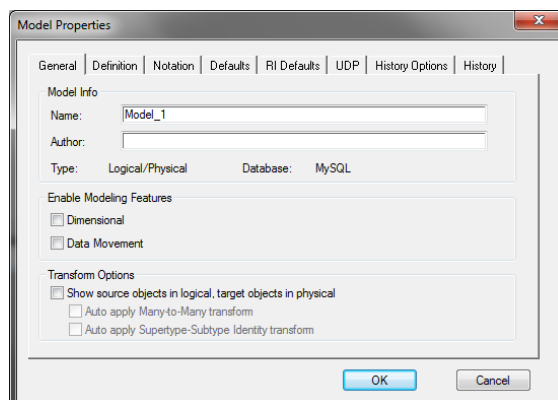 Model Properties
General Definition Notation Defaults RI Defaults UDP History Options History
Model Info
Name: Model_1
Author:
Type: Logical/Physical Database: MySQL
Enable Modeling Features
Dimensional
Data Movement
Transform Options
Show source objects in logical, target objects in physical
Auto apply Many-to-Many transform
Auto apply Supertype-Subtype Identity transform
OK Cancel